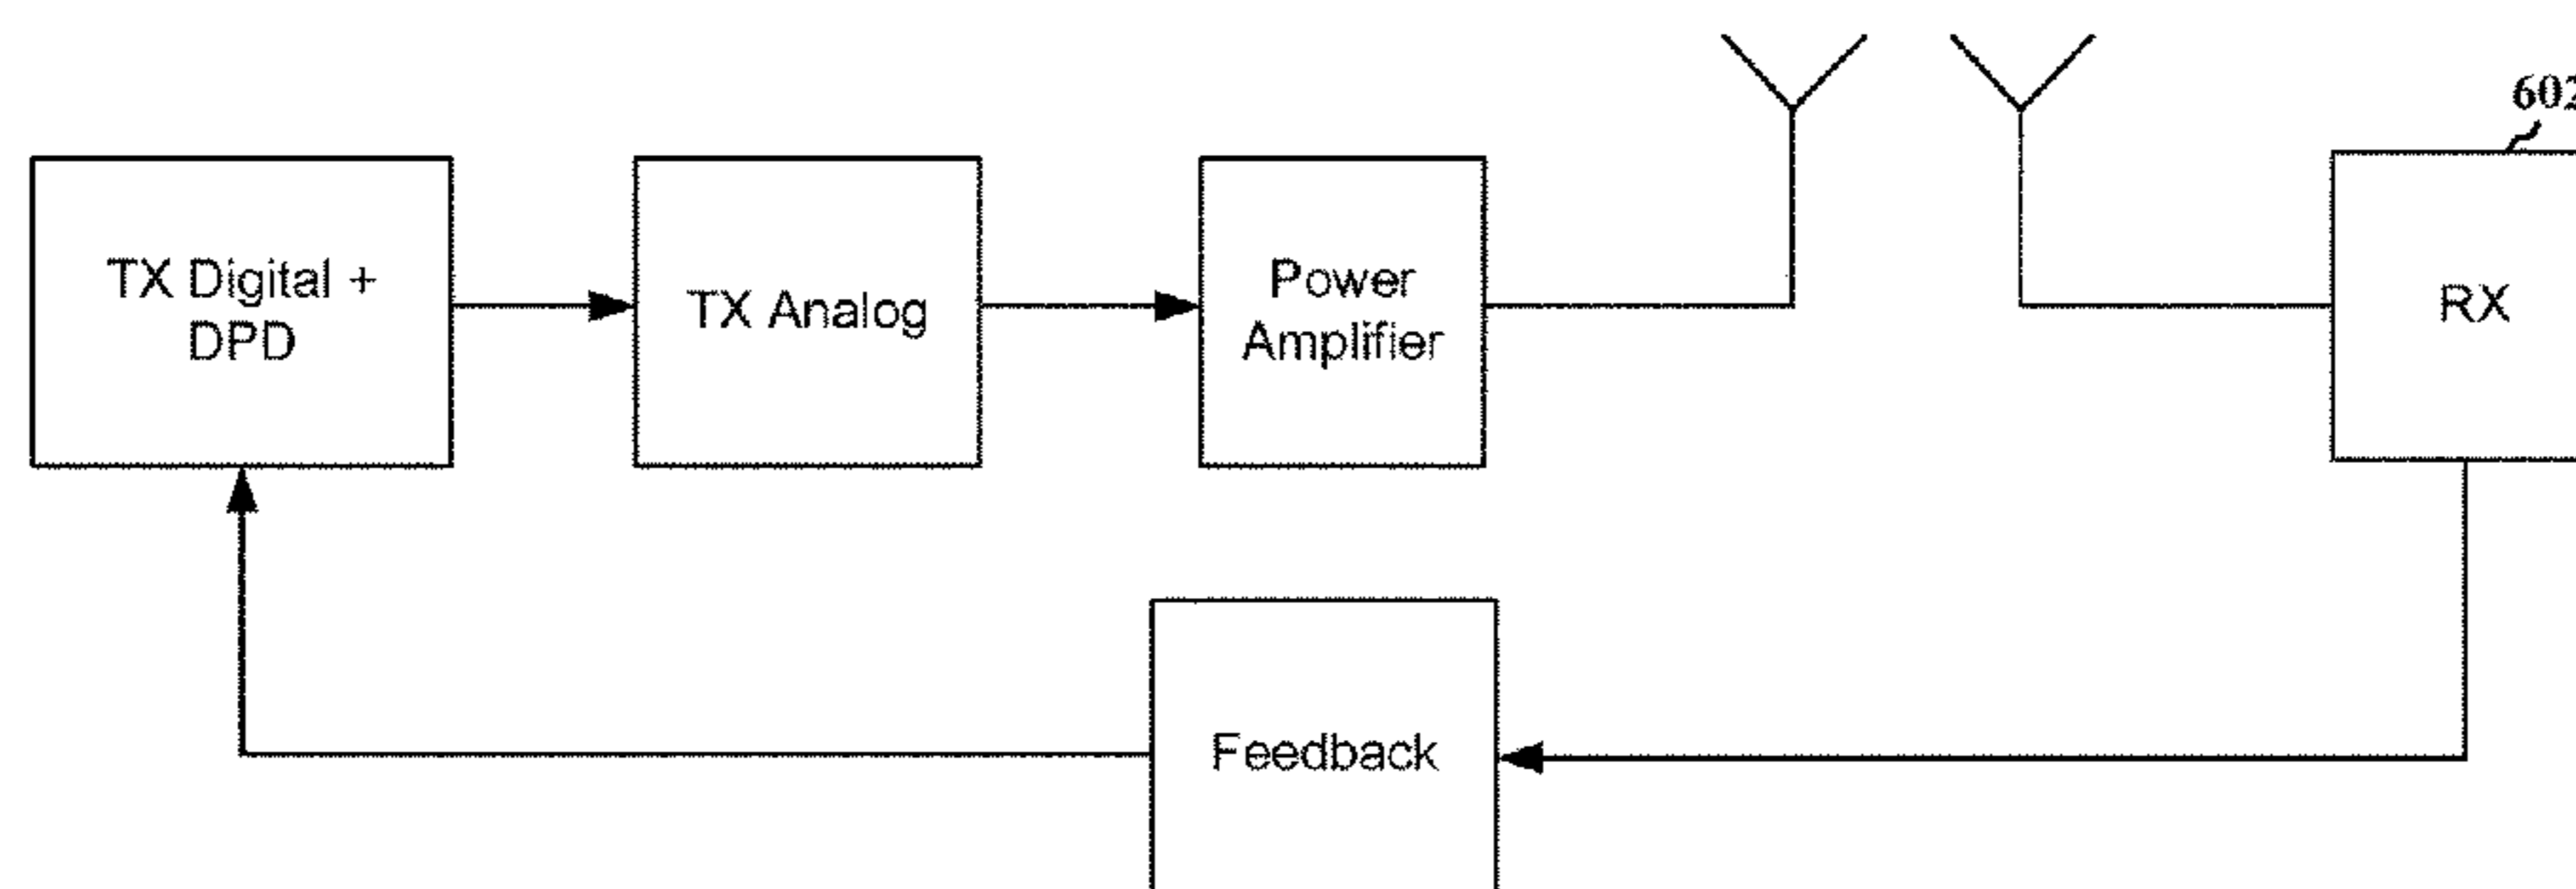 602
TX Digital +
DPD
TX Analog
Power
Amplifier
RX
Feedback